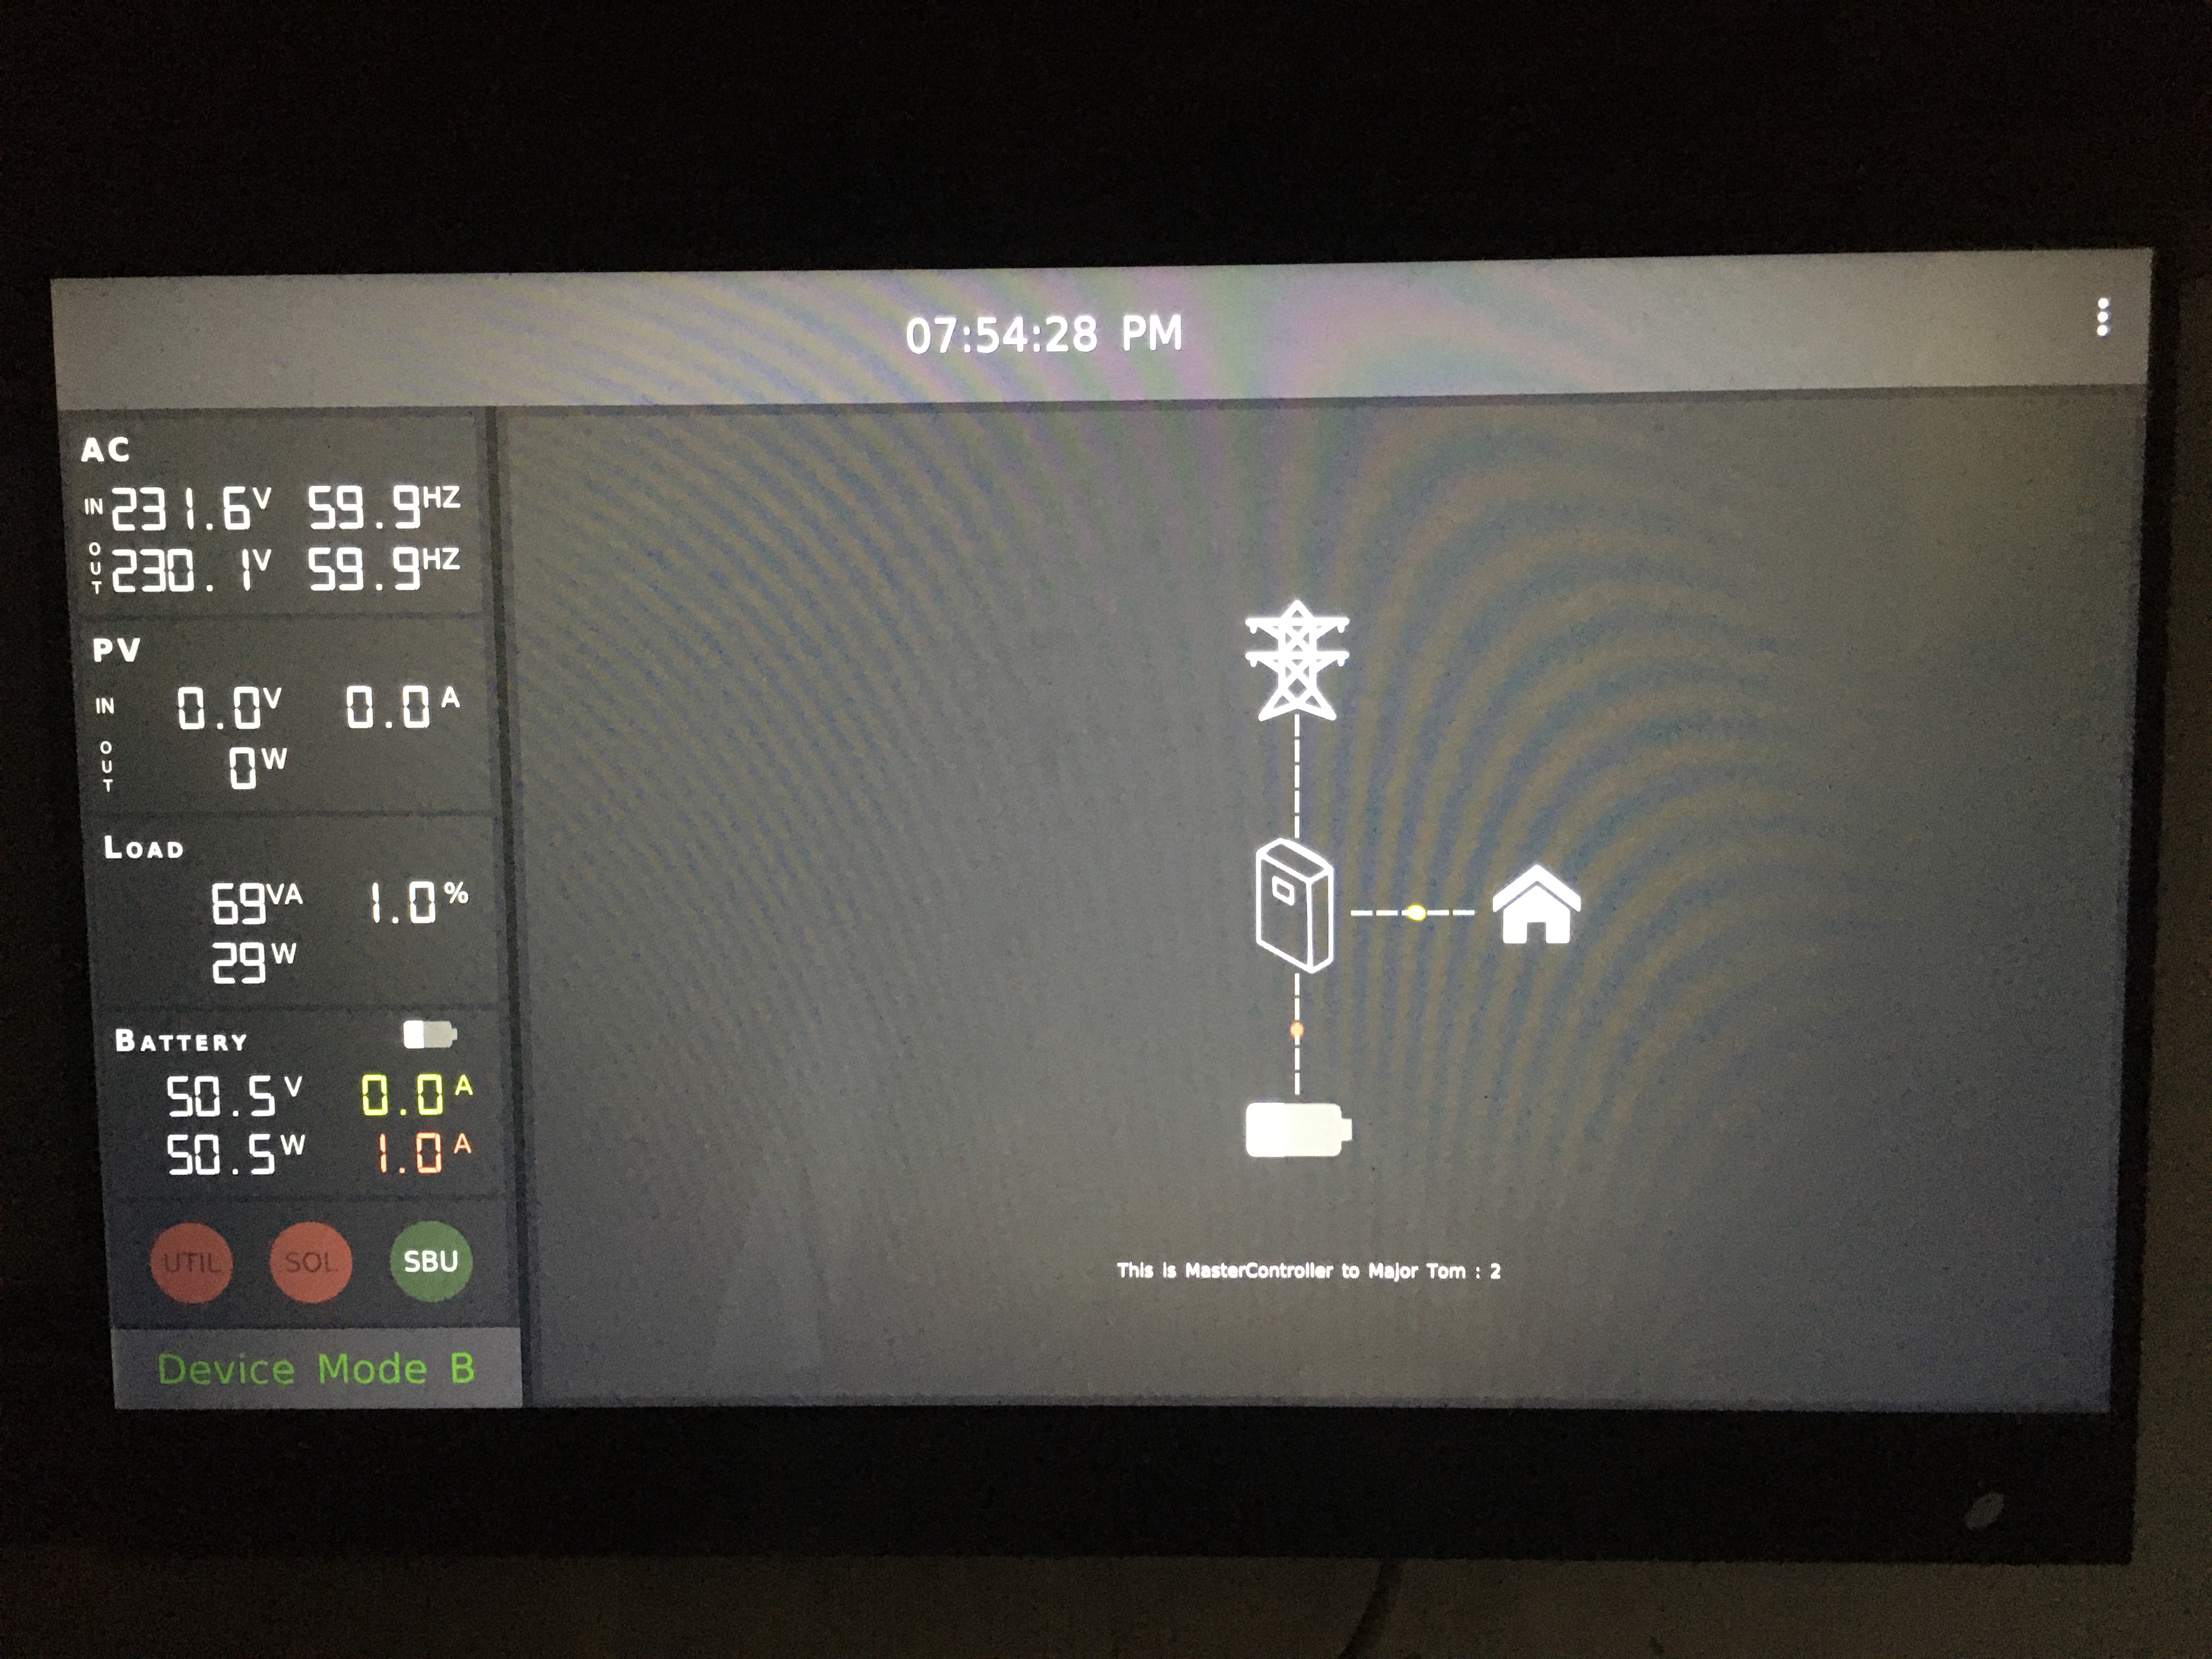 07:54:28 PM
AC
IN 231.6V 59.9HZ
OUT 230.1V 59.9HZ
PV
IN 0.0V 0.0A
OUT 0W
LOAD
69VA 1.0%
29W
BATTERY
50.5V 0.0A
50.5W 1.0A
UTIL SOL SBU
Device Mode B
This is MasterController to Major Tom : 2